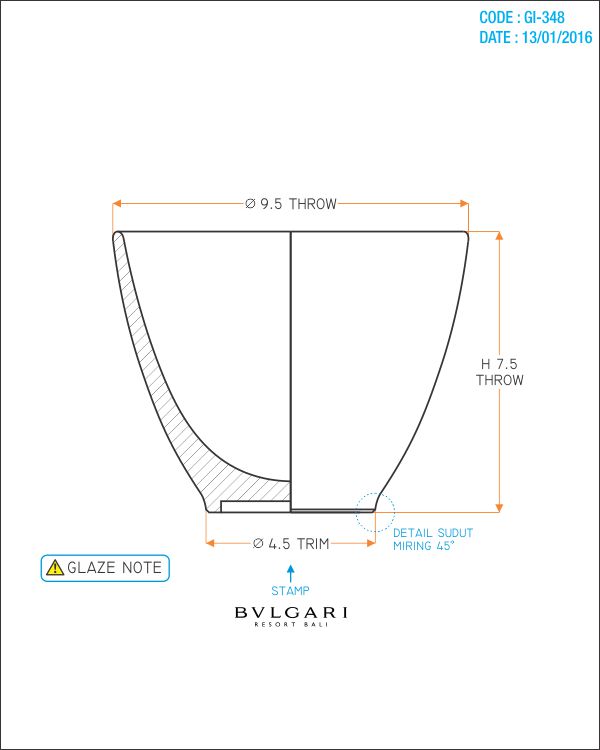 CODE : GI-348
DATE : 13/01/2016
Ø 9.5 THROW
H 7.5
THROW
DETAIL SUDUT
MIRING 45°
Ø 4.5 TRIM
GLAZE NOTE
STAMP
BVLGARI
RESORT BALI